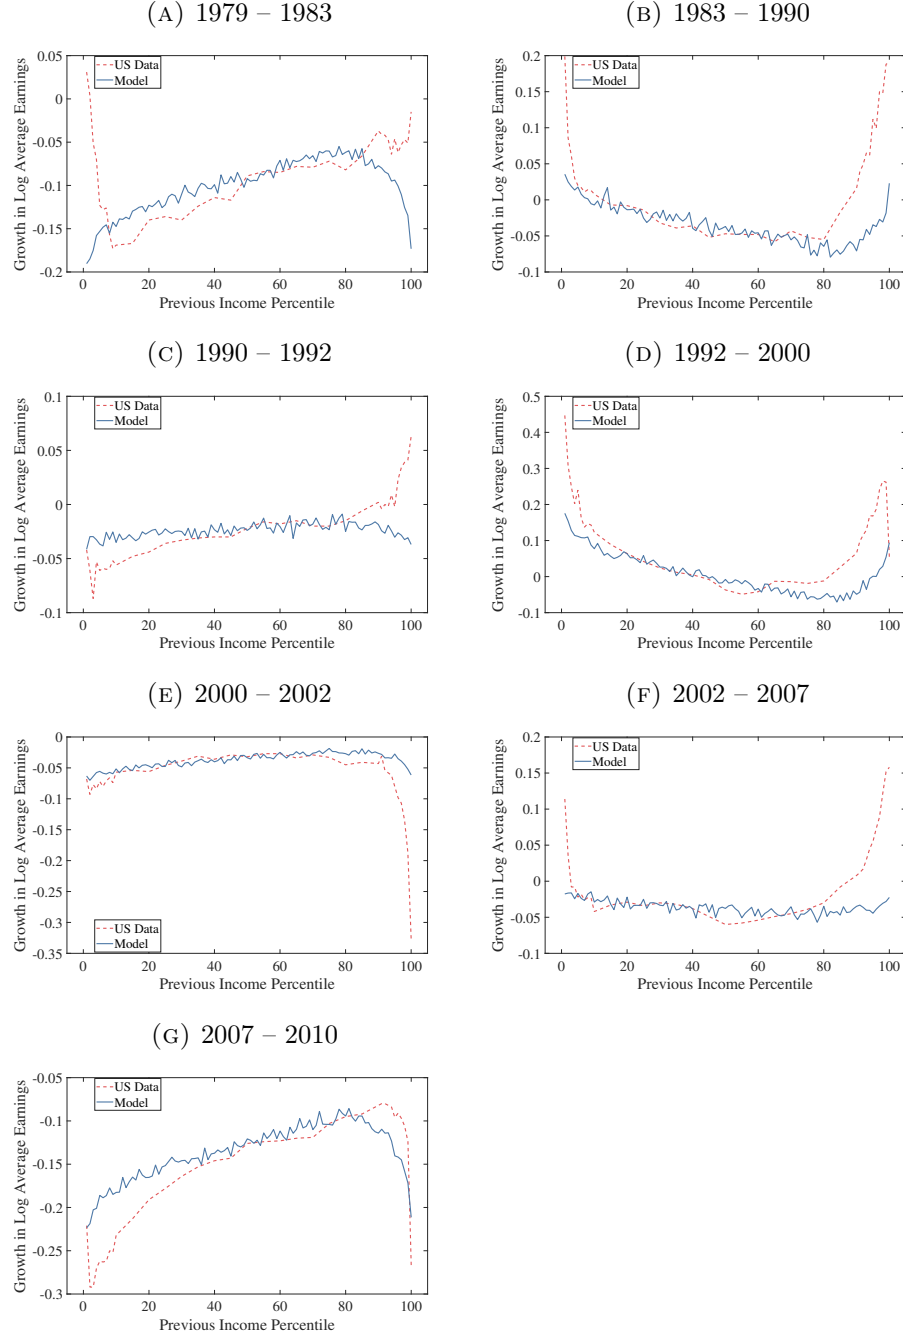 (A) 1979 – 1983
Growth in Log Average Earnings
0.05
0
-0.05
-0.1
-0.15
-0.2
US Data
Model
0 20 40 60 80 100
Previous Income Percentile
(B) 1983 – 1990
Growth in Log Average Earnings
0.2
0.15
0.1
0.05
0
-0.05
-0.1
US Data
Model
0 20 40 60 80 100
Previous Income Percentile
(C) 1990 – 1992
Growth in Log Average Earnings
0.1
0.05
0
-0.05
-0.1
US Data
Model
0 20 40 60 80 100
Previous Income Percentile
(D) 1992 – 2000
Growth in Log Average Earnings
0.5
0.4
0.3
0.2
0.1
0
-0.1
US Data
Model
0 20 40 60 80 100
Previous Income Percentile
(E) 2000 – 2002
Growth in Log Average Earnings
0
-0.05
-0.1
-0.15
-0.2
-0.25
-0.3
-0.35
US Data
Model
0 20 40 60 80 100
Previous Income Percentile
(F) 2002 – 2007
Growth in Log Average Earnings
0.2
0.15
0.1
0.05
0
-0.05
-0.1
US Data
Model
0 20 40 60 80 100
Previous Income Percentile
(G) 2007 – 2010
Growth in Log Average Earnings
-0.05
-0.1
-0.15
-0.2
-0.25
-0.3
US Data
Model
0 20 40 60 80 100
Previous Income Percentile